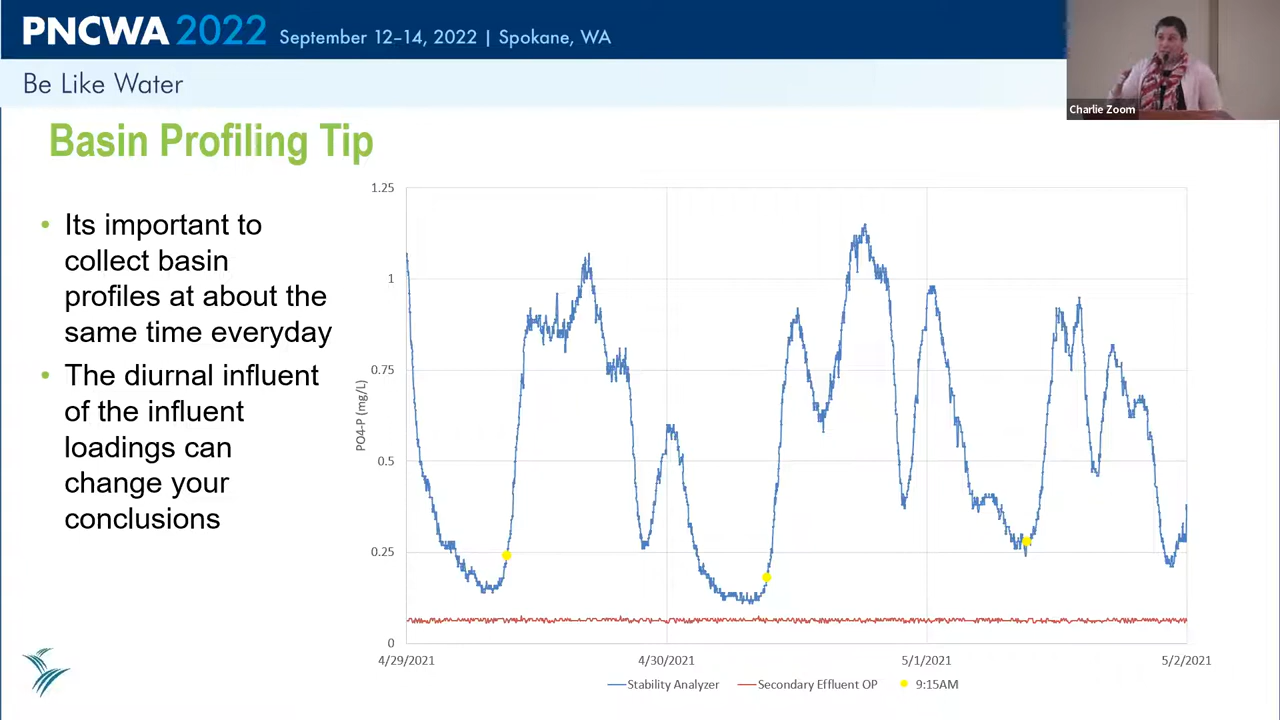 PNCWA 2022 September 12–14, 2022 | Spokane, WA
Be Like Water
Charlie Zoom
Basin Profiling Tip
• Its important to
collect basin
profiles at about the
same time everyday
• The diurnal influent
of the influent
loadings can
change your
conclusions
PO4-P (mg/L)
1.25
1
0.75
0.5
0.25
0
4/29/2021 4/30/2021 5/1/2021 5/2/2021
Stability Analyzer Secondary Effluent OP 9:15AM